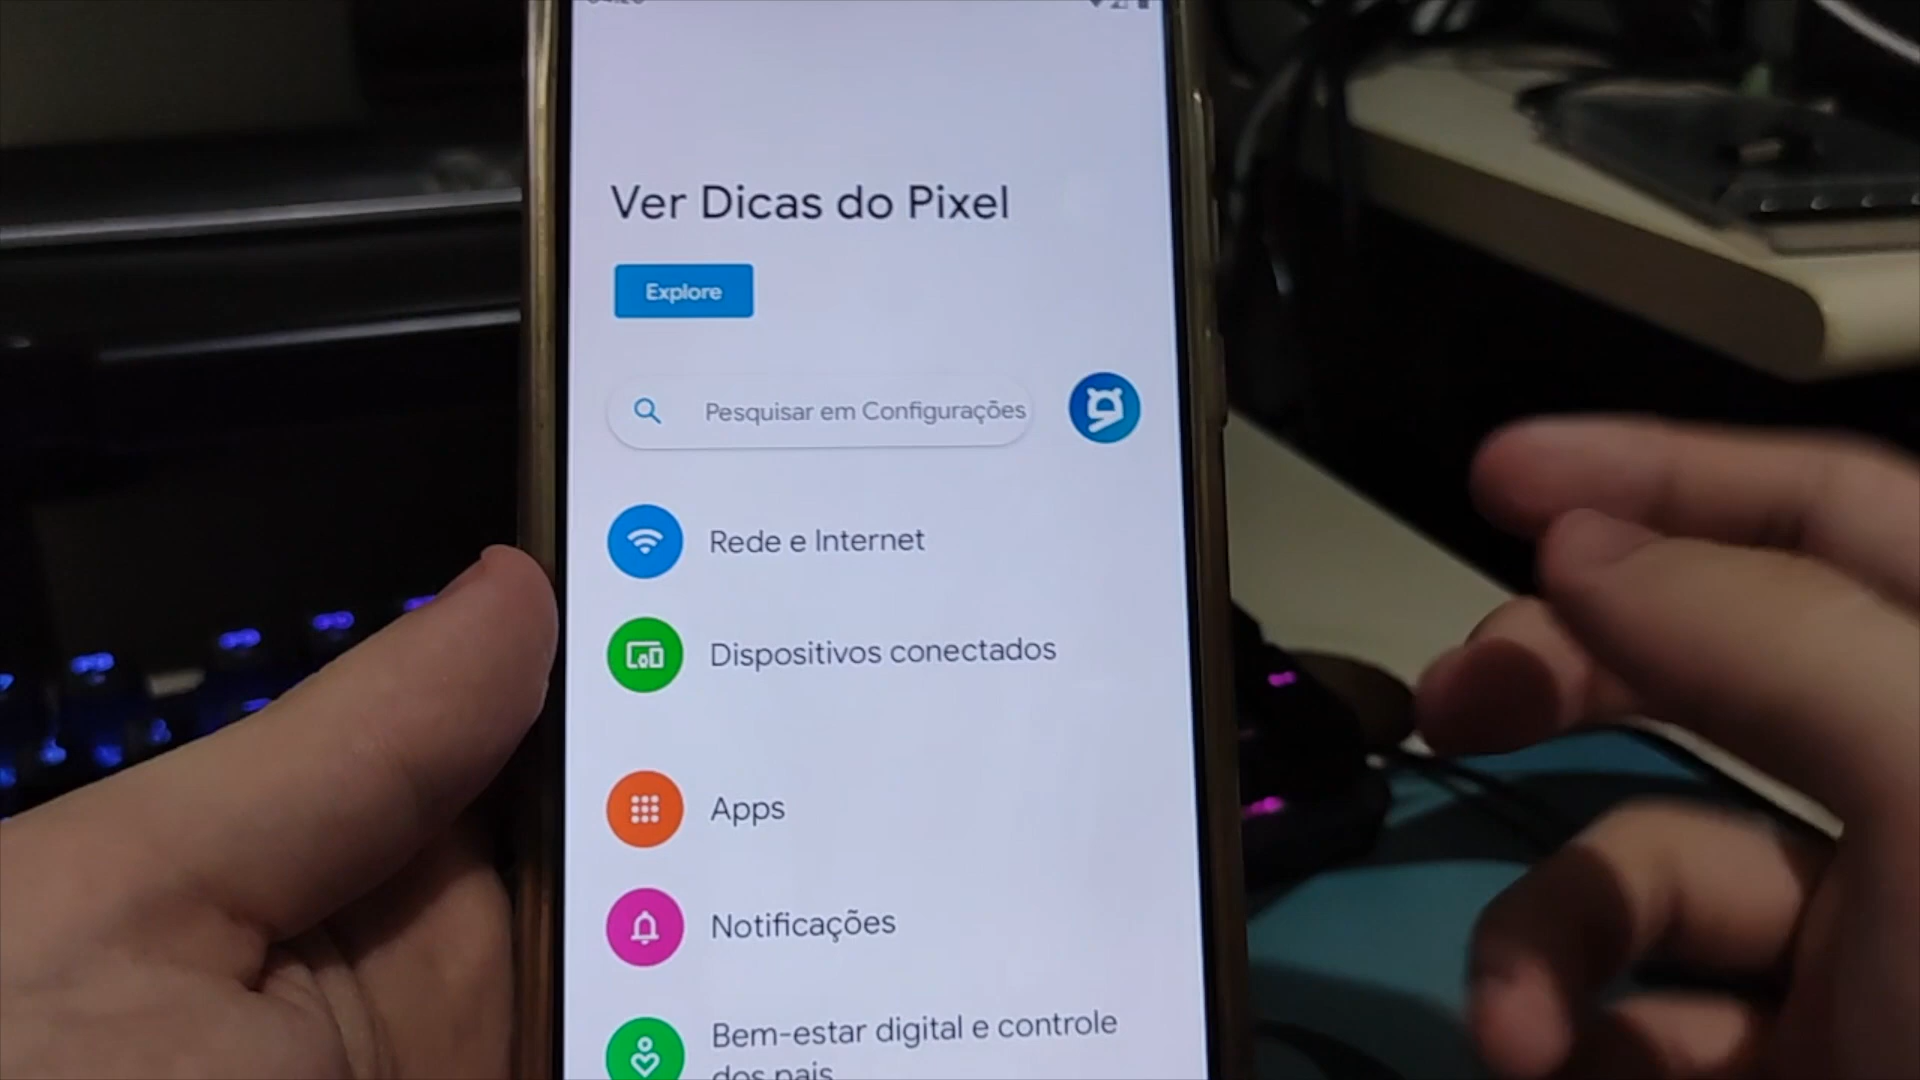 Ver Dicas do Pixel
Explore
Pesquisar em Configurações
Rede e Internet
Dispositivos conectados
Apps
Notificações
Bem-estar digital e controle
dos pais